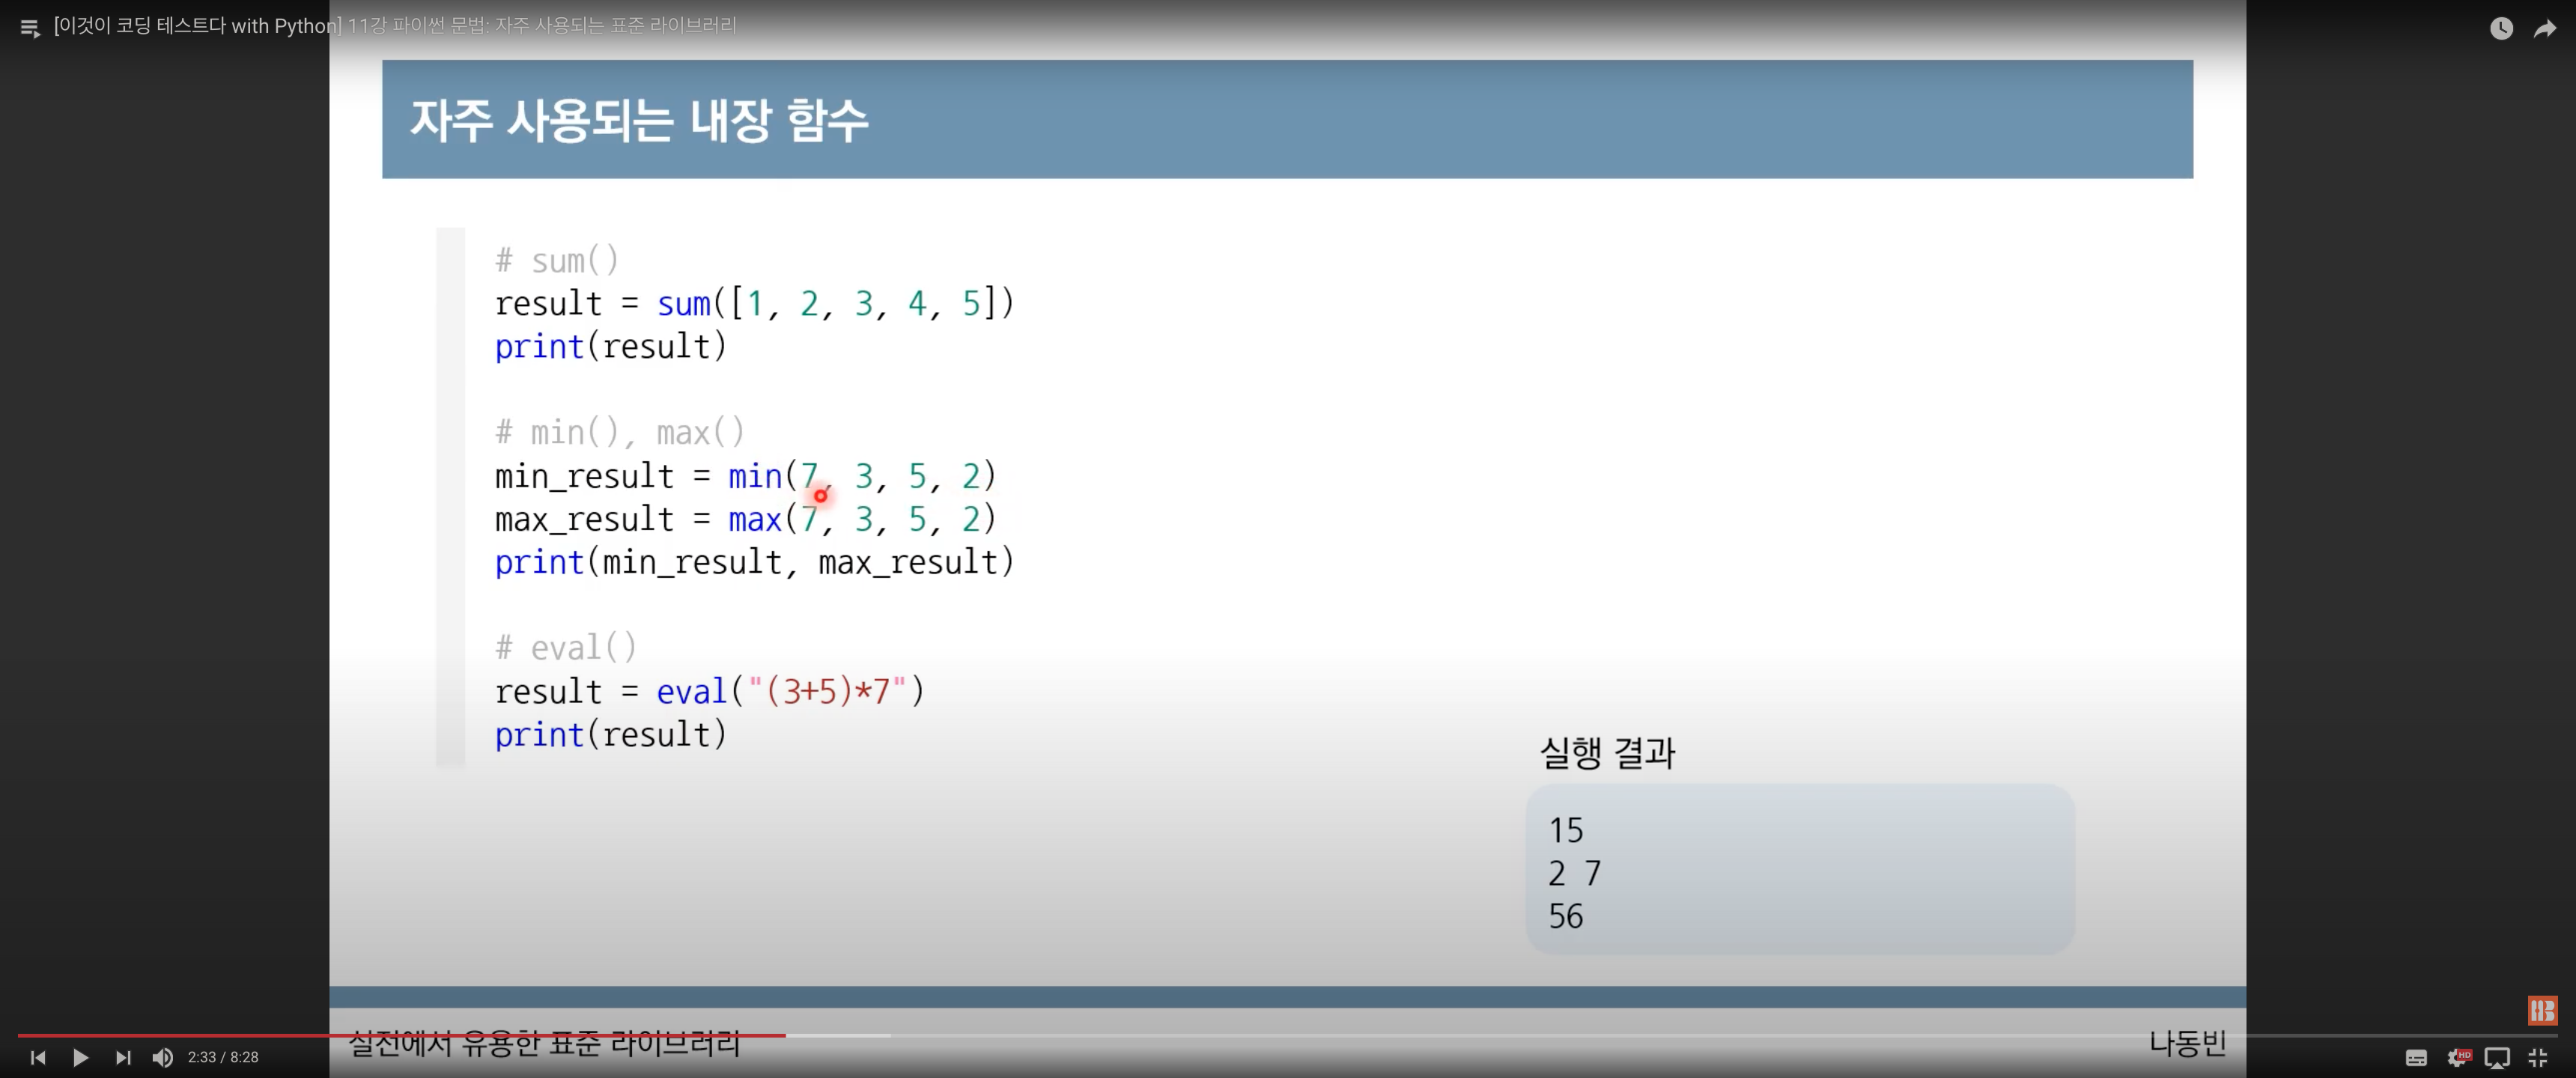 [이것이 코딩 테스트다 with Python] 11강 파이썬 문법: 자주 사용되는 표준 라이브러리
자주 사용되는 내장 함수
# sum()
result = sum([1, 2, 3, 4, 5])
print(result)
# min(), max()
min_result = min(7, 3, 5, 2)
max_result = max(7, 3, 5, 2)
print(min_result, max_result)
# eval()
result = eval("(3+5)*7")
print(result)
실행 결과
15
2 7
56
실전에서 유용한 표준 라이브러리
나동빈
2:33 / 8:28
HD